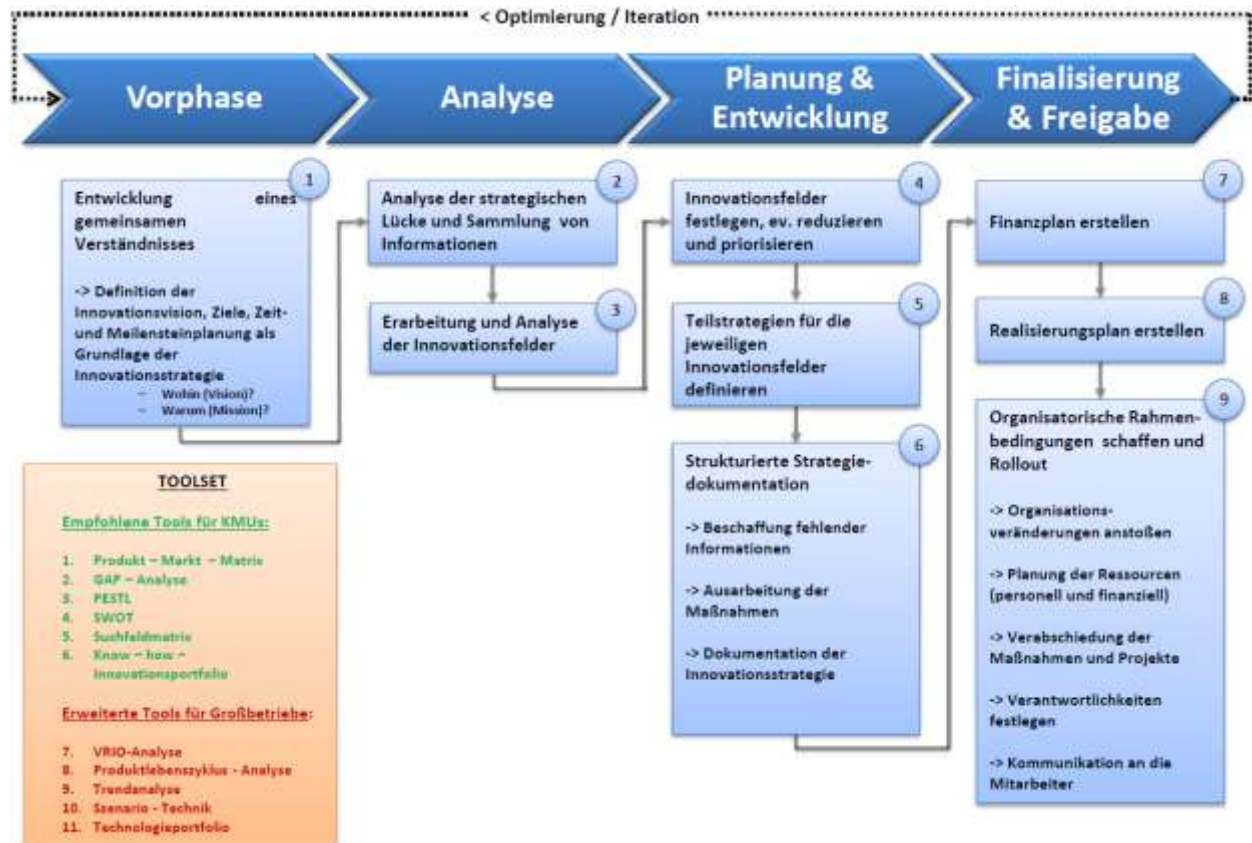 < Optimierung / Iteration
Vorphase
Analyse
Planung &
Entwicklung
Finalisierung
& Freigabe
1
Entwicklung eines
gemeinsamen
Verständnisses
-> Definition der
Innovationsvision, Ziele, Zeit-
und Meilensteinplanung als
Grundlage der
Innovationsstrategie
– Wohin (Vision)?
– Warum (Mission)?
2
Analyse der strategischen
Lücke und Sammlung von
Informationen
3
Erarbeitung und Analyse
der Innovationsfelder
4
Innovationsfelder
festlegen, ev. reduzieren
und priorisieren
5
Teilstrategien für die
jeweiligen
Innovationsfelder
definieren
6
Strukturierte Strategie-
dokumentation
-> Beschaffung fehlender
Informationen
-> Ausarbeitung der
Maßnahmen
-> Dokumentation der
Innovationsstrategie
7
Finanzplan erstellen
8
Realisierungsplan erstellen
9
Organisatorische Rahmen-
bedingungen schaffen und
Rollout
-> Organisations-
veränderungen anstoßen
-> Planung der Ressourcen
(personell und finanziell)
-> Verabschiedung der
Maßnahmen und Projekte
-> Verantwortlichkeiten
festlegen
-> Kommunikation an die
Mitarbeiter
TOOLSET
Empfohlene Tools für KMUs:
1. Produkt – Markt – Matrix
2. GAP – Analyse
3. PESTL
4. SWOT
5. Suchfeldmatrix
6. Know – how –
Innovationsportfolio
Erweiterte Tools für Großbetriebe:
7. VRIO-Analyse
8. Produktlebenszyklus - Analyse
9. Trendanalyse
10. Szenario - Technik
11. Technologieportfolio